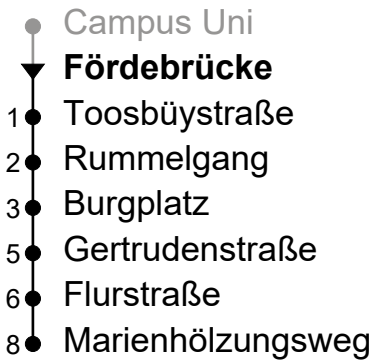 Campus Uni
Fördebrücke
1 Toosbüystraße
2 Rummelgang
3 Burgplatz
5 Gertrudenstraße
6 Flurstraße
8 Marienhölzungsweg